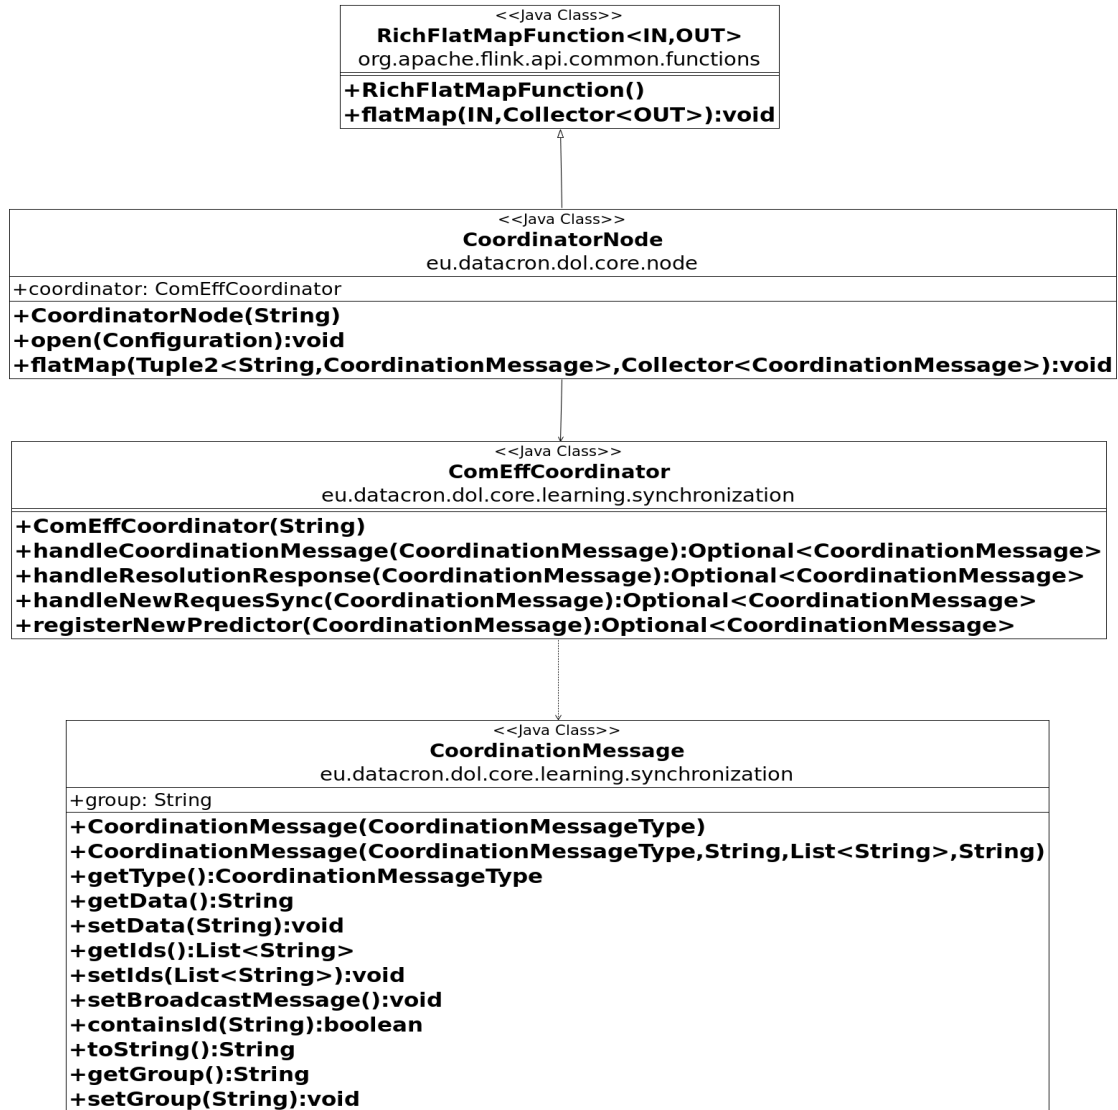 <<Java Class>>
RichFlatMapFunction<IN,OUT>
org.apache.flink.api.common.functions
+RichFlatMapFunction()
+flatMap(IN,Collector<OUT>):void
<<Java Class>>
CoordinatorNode
eu.datacron.dol.core.node
+coordinator: ComEffCoordinator
+CoordinatorNode(String)
+open(Configuration):void
+flatMap(Tuple2<String,CoordinationMessage>,Collector<CoordinationMessage>):void
<<Java Class>>
ComEffCoordinator
eu.datacron.dol.core.learning.synchronization
+ComEffCoordinator(String)
+handleCoordinationMessage(CoordinationMessage):Optional<CoordinationMessage>
+handleResolutionResponse(CoordinationMessage):Optional<CoordinationMessage>
+handleNewRequesSync(CoordinationMessage):Optional<CoordinationMessage>
+registerNewPredictor(CoordinationMessage):Optional<CoordinationMessage>
<<Java Class>>
CoordinationMessage
eu.datacron.dol.core.learning.synchronization
+group: String
+CoordinationMessage(CoordinationMessageType)
+CoordinationMessage(CoordinationMessageType,String,List<String>,String)
+getType():CoordinationMessageType
+getData():String
+setData(String):void
+getIds():List<String>
+setIds(List<String>):void
+setBroadcastMessage():void
+containsId(String):boolean
+toString():String
+getGroup():String
+setGroup(String):void